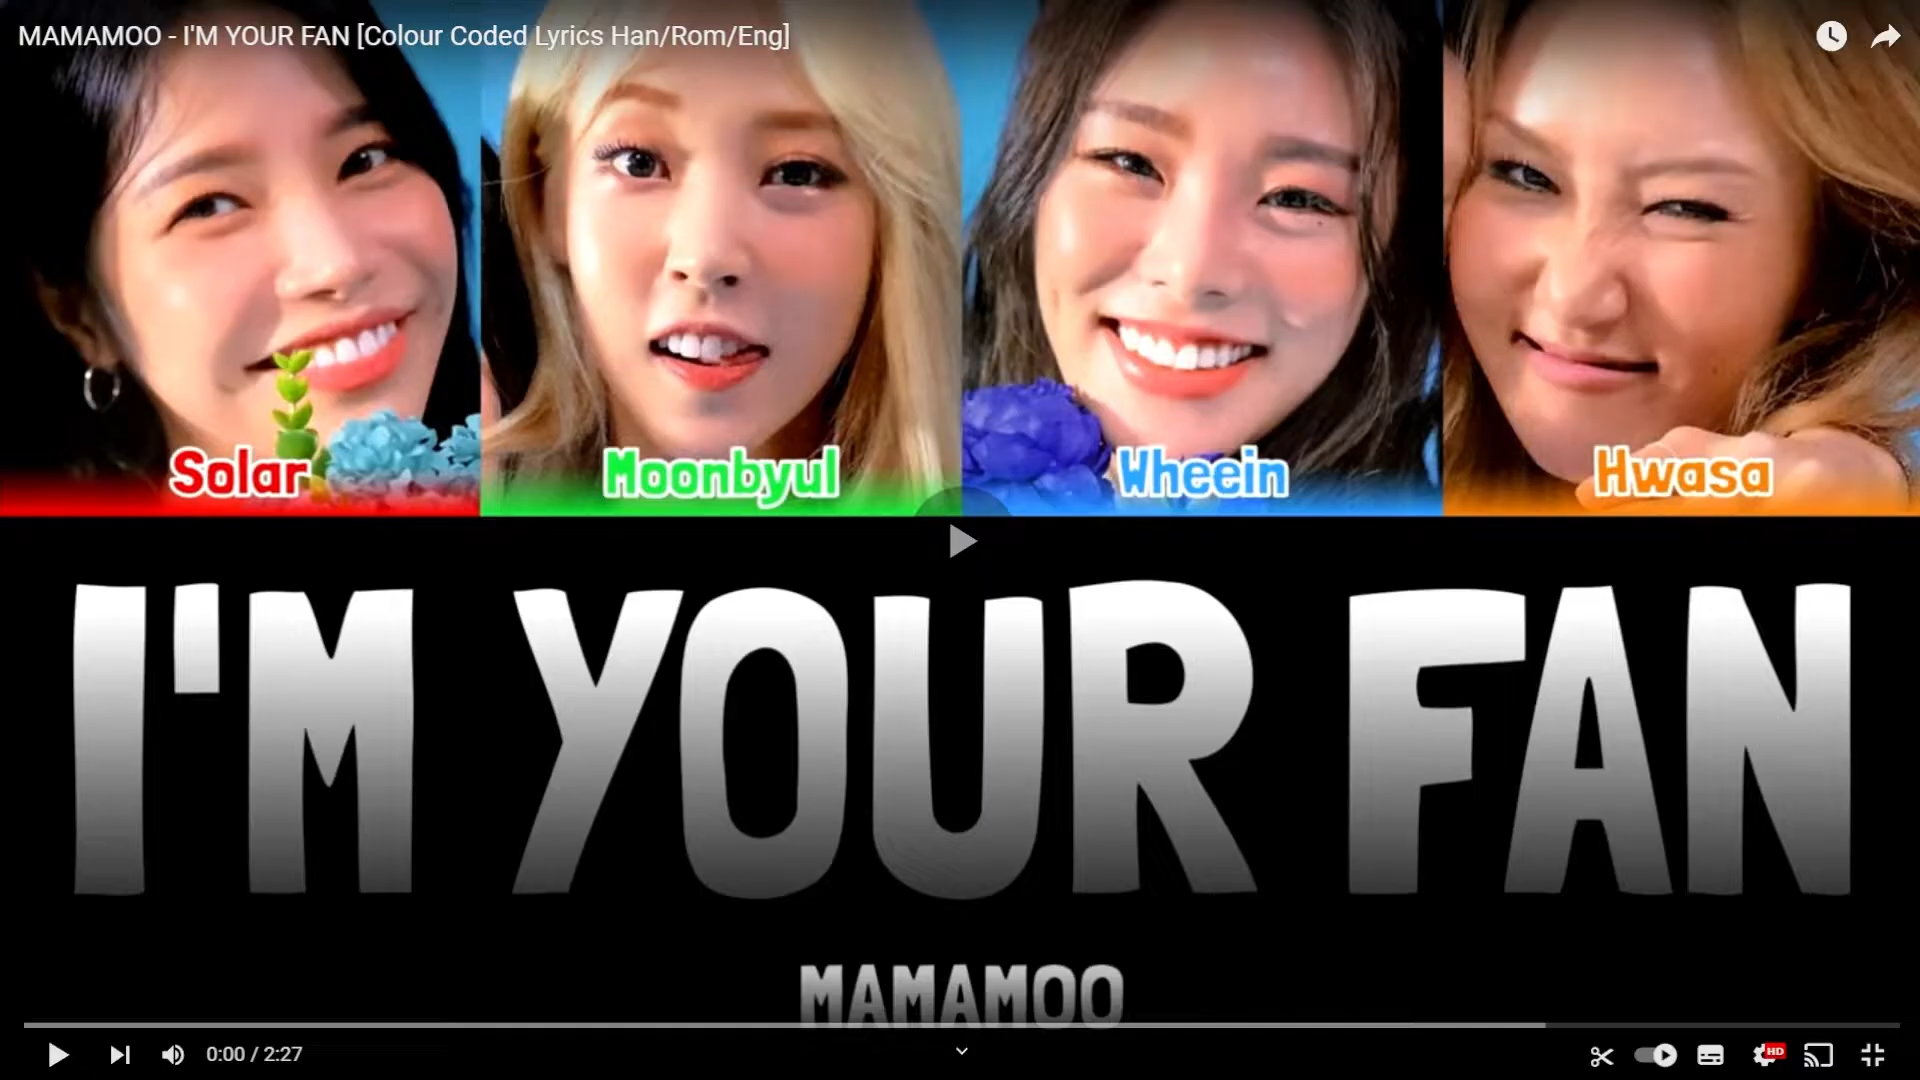 MAMAMOO - I'M YOUR FAN [Colour Coded Lyrics Han/Rom/Eng]
Solar
Moonbyul
Wheein
Hwasa
I'M YOUR FAN
MAMAMOO
0:00 / 2:27
HD